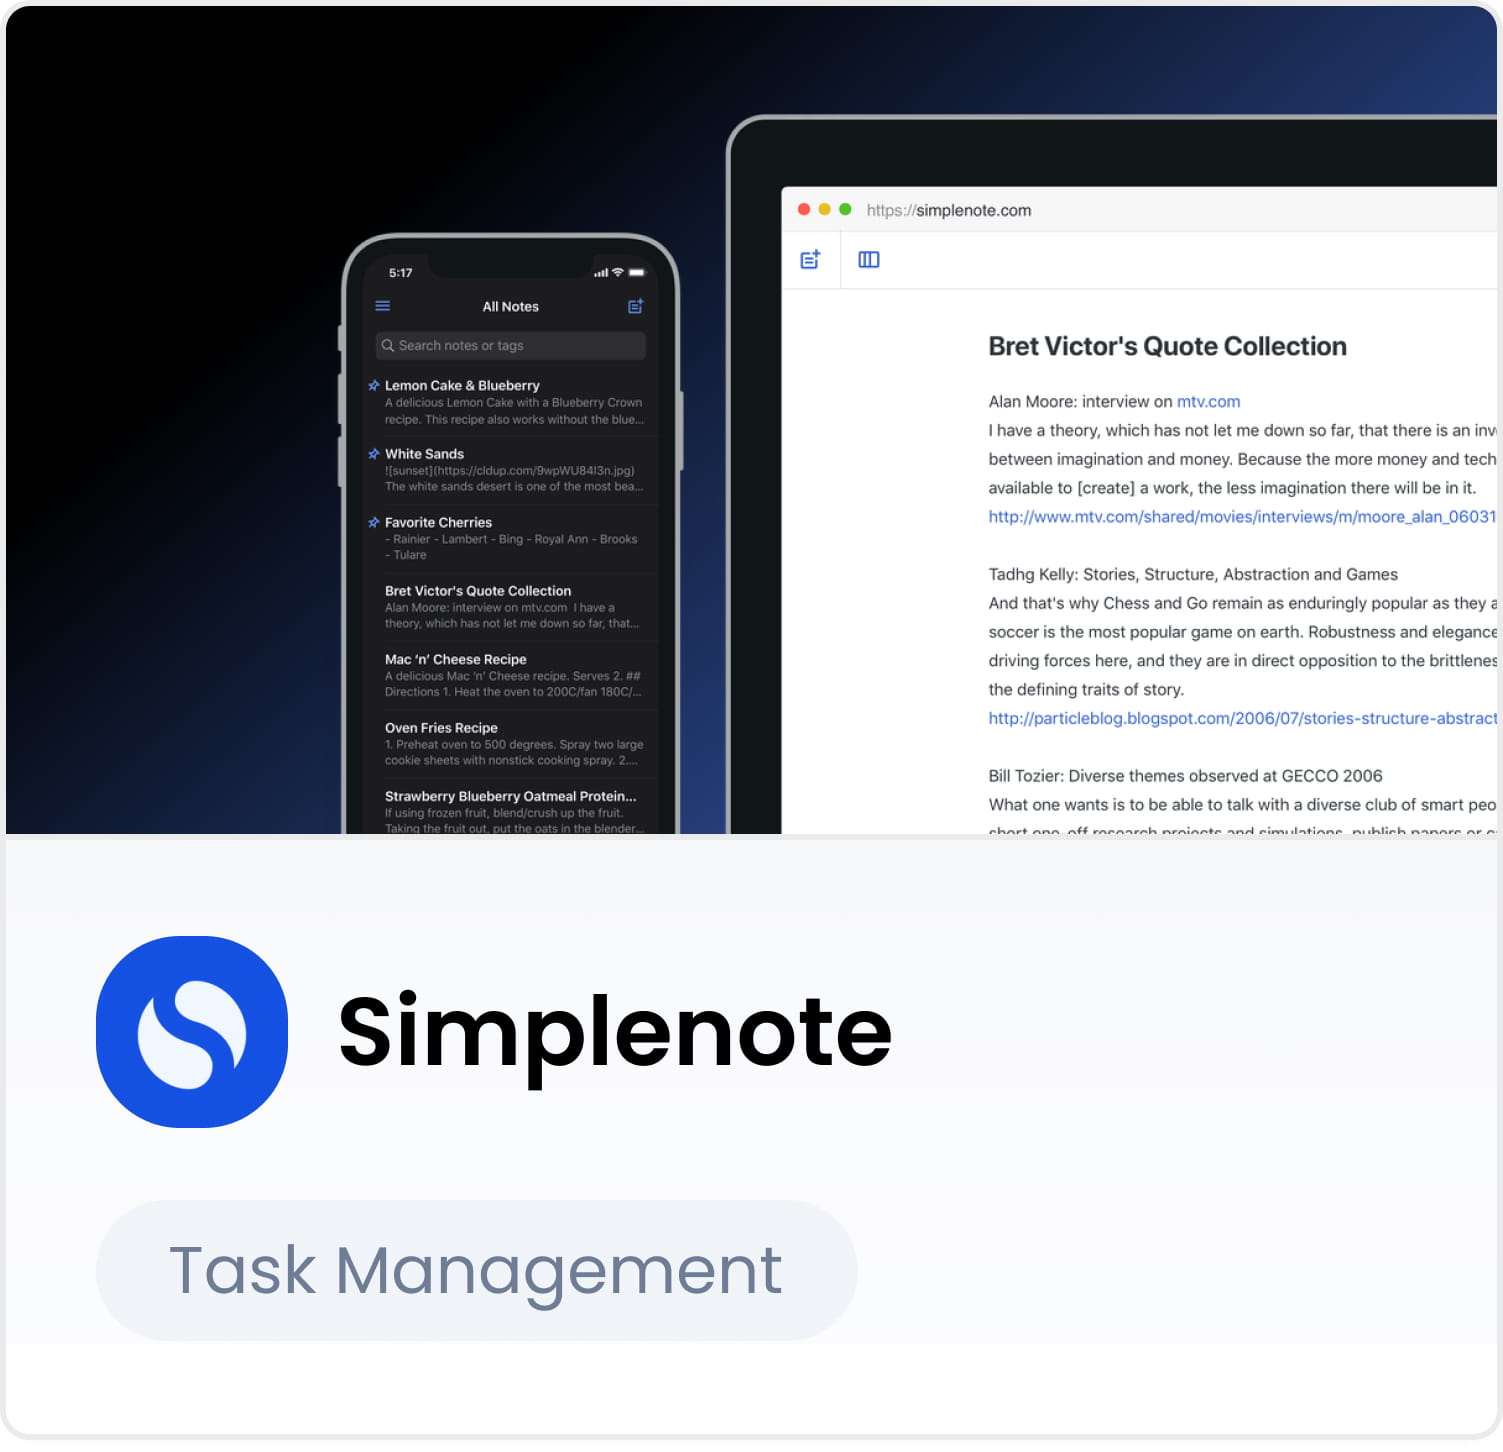 5:17
All Notes
Search notes or tags
Lemon Cake & Blueberry
A delicious Lemon Cake with a Blueberry Crown
recipe. This recipe also works without the blue...
White Sands
![sunset](https://cldup.com/9wpWU84l3n.jpg)
The white sands desert is one of the most bea...
Favorite Cherries
- Rainier - Lambert - Bing - Royal Ann - Brooks
- Tulare
Bret Victor's Quote Collection
Alan Moore: interview on mtv.com I have a
theory, which has not let me down so far, that...
Mac ‘n’ Cheese Recipe
A delicious Mac ‘n’ Cheese recipe. Serves 2. ##
Directions 1. Heat the oven to 200C/fan 180C/...
Oven Fries Recipe
1. Preheat oven to 500 degrees. Spray two large
cookie sheets with nonstick cooking spray. 2....
Strawberry Blueberry Oatmeal Protein...
If using frozen fruit, blend/crush up the fruit.
Taking the fruit out, put the oats in the blender...
https://simplenote.com
Bret Victor's Quote Collection
Alan Moore: interview on mtv.com
I have a theory, which has not let me down so far, that there is an inv
between imagination and money. Because the more money and tech
available to [create] a work, the less imagination there will be in it.
http://www.mtv.com/shared/movies/interviews/m/moore_alan_06031
Tadhg Kelly: Stories, Structure, Abstraction and Games
And that's why Chess and Go remain as enduringly popular as they a
soccer is the most popular game on earth. Robustness and elegance
driving forces here, and they are in direct opposition to the brittlenes
the defining traits of story.
http://particleblog.blogspot.com/2006/07/stories-structure-abstract
Bill Tozier: Diverse themes observed at GECCO 2006
What one wants is to be able to talk with a diverse club of smart peo
short one-off research projects and simulations, publish papers or c
Simplenote
Task Management